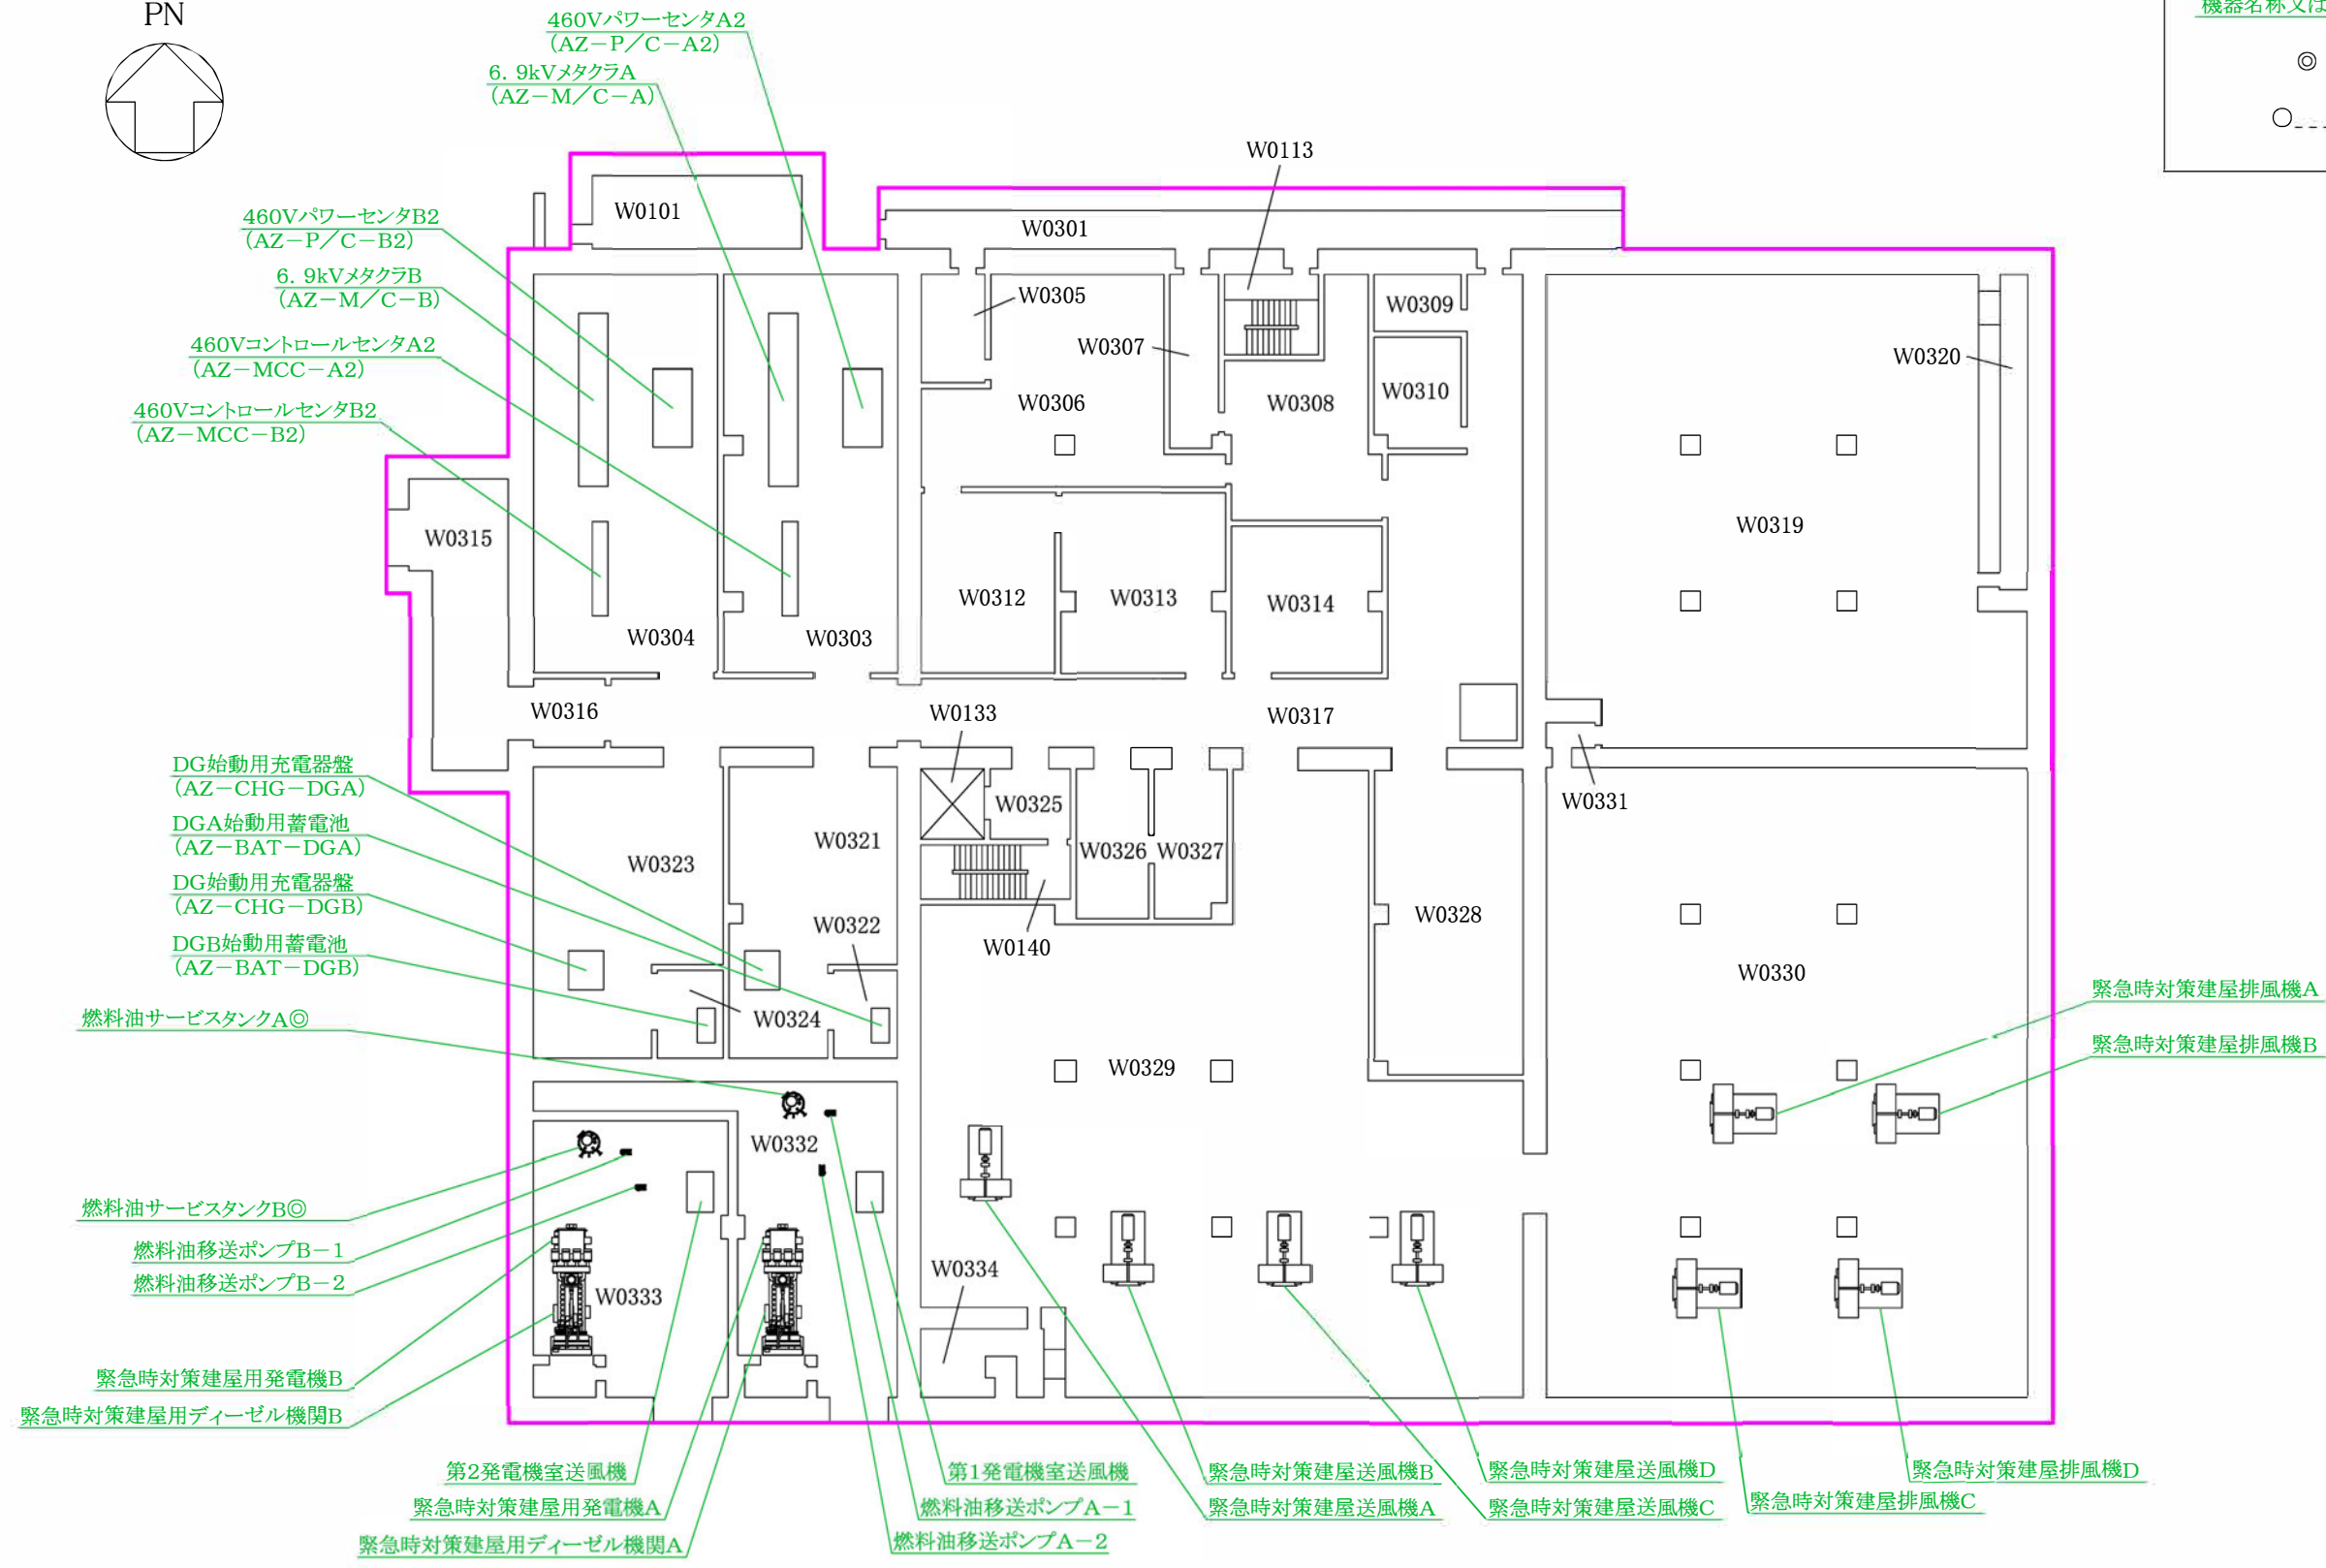 PN
機器名称又は
◎
460VパワーセンタA2
(AZ-P/C-A2)
6.9kVメタクラA
(AZ-M/C-A)
460VパワーセンタB2
(AZ-P/C-B2)
6.9kVメタクラB
(AZ-M/C-B)
460VコントロールセンタA2
(AZ-MCC-A2)
460VコントロールセンタB2
(AZ-MCC-B2)
W0113
W0101
W0301
W0305
W0309
W0307
W0320
W0310
W0306
W0308
W0319
W0315
W0312
W0313
W0314
W0304
W0303
W0316
W0133
W0317
DG始動用充電器盤
(AZ-CHG-DGA)
DGA始動用蓄電池
(AZ-BAT-DGA)
DG始動用充電器盤
(AZ-CHG-DGB)
DGB始動用蓄電池
(AZ-BAT-DGB)
W0325
W0331
W0321
W0326
W0327
W0323
W0328
W0322
W0140
W0330
W0324
W0329
燃料油サービスタンクA◎
緊急時対策建屋排風機A
緊急時対策建屋排風機B
W0332
燃料油サービスタンクB◎
燃料油移送ポンプB-1
燃料油移送ポンプB-2
W0334
W0333
緊急時対策建屋用発電機B
緊急時対策建屋用ディーゼル機関B
第2発電機室送風機
緊急時対策建屋用発電機A
緊急時対策建屋用ディーゼル機関A
第1発電機室送風機
燃料油移送ポンプA-1
燃料油移送ポンプA-2
緊急時対策建屋送風機B
緊急時対策建屋送風機A
緊急時対策建屋送風機D
緊急時対策建屋送風機C
緊急時対策建屋排風機D
緊急時対策建屋排風機C